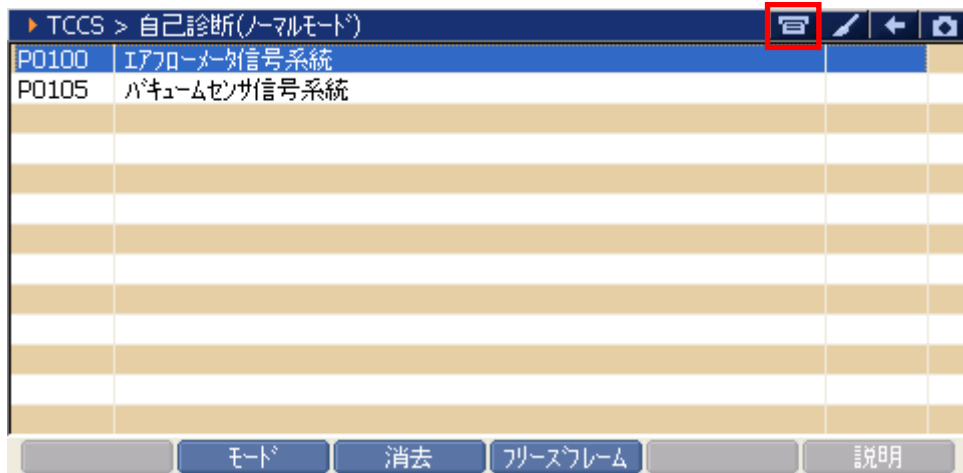 TCCS > 自己診断(ﾉｰﾏﾙﾓｰﾄﾞ)
P0100 ｴｱﾌﾛｰﾒｰﾀ信号系統
P0105 ﾊﾞｷｭｰﾑｾﾝｻ信号系統
ﾓｰﾄﾞ 消去 ﾌﾘｰｽﾞﾌﾚｰﾑ 説明